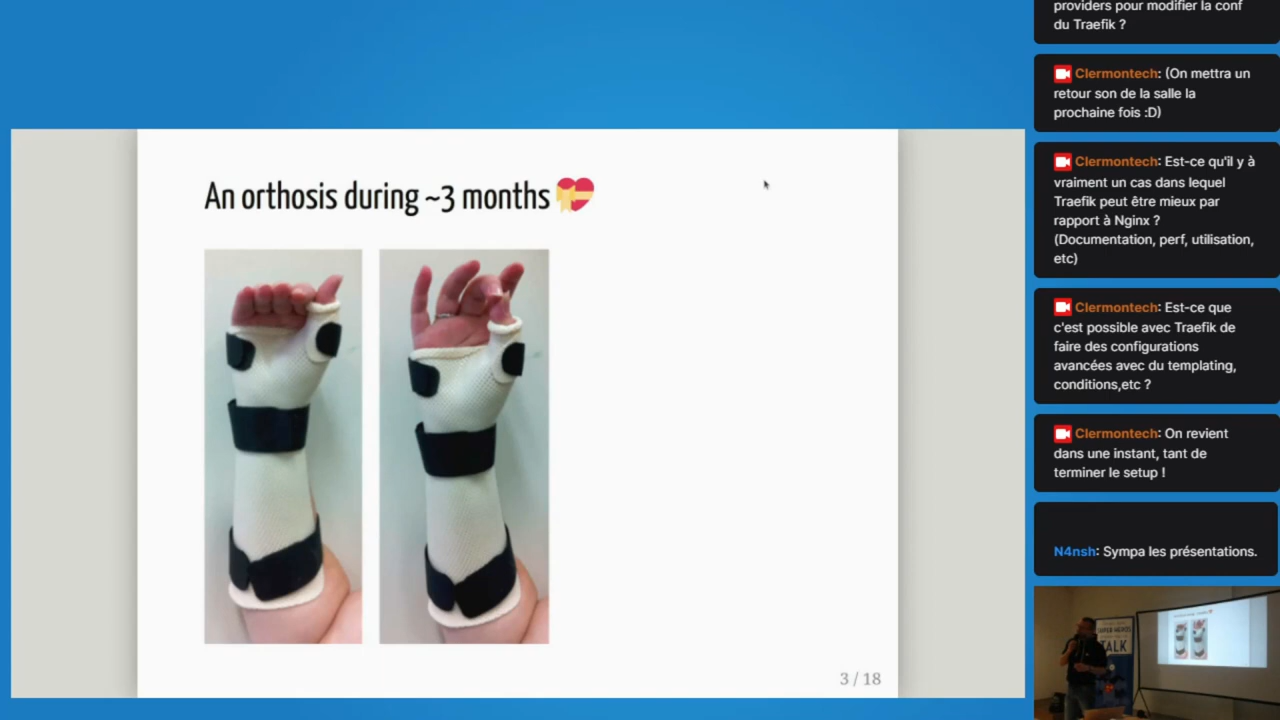 An orthosis during ~3 months 💝
3 / 18
providers pour modifier la conf
du Traefik ?
Clermontech: (On mettra un
retour son de la salle la
prochaine fois :D)
Clermontech: Est-ce qu'il y à
vraiment un cas dans lequel
Traefik peut être mieux par
rapport à Nginx ?
(Documentation, perf, utilisation,
etc)
Clermontech: Est-ce que
c'est possible avec Traefik de
faire des configurations
avancées avec du templating,
conditions,etc ?
Clermontech: On revient
dans une instant, tant de
terminer le setup !
N4nsh: Sympa les présentations.
TALK